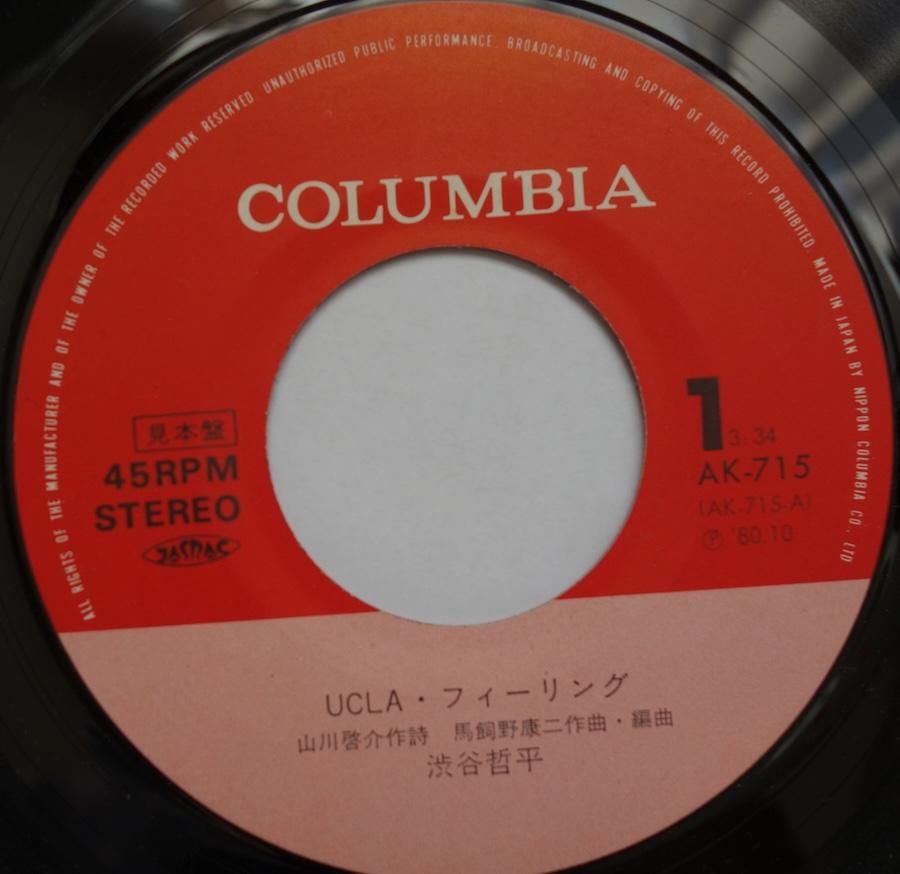 ALL RIGHTS OF THE MANUFACTURER AND OF THE OWNER OF THE RECORDED WORK RESERVED UNAUTHORIZED PUBLIC PERFORMANCE. BROADCASTING AND COPYING OF THIS RECORD PROHIBITED. MADE IN JAPAN BY NIPPON COLUMBIA CO., LTD
COLUMBIA
見本盤
45RPM
STEREO
JASRAC
1 3:34
AK-715
(AK-715-A)
Ⓟ '80.10
UCLA・フィーリング
山川啓介作詩 馬飼野康二作曲・編曲
渋谷哲平